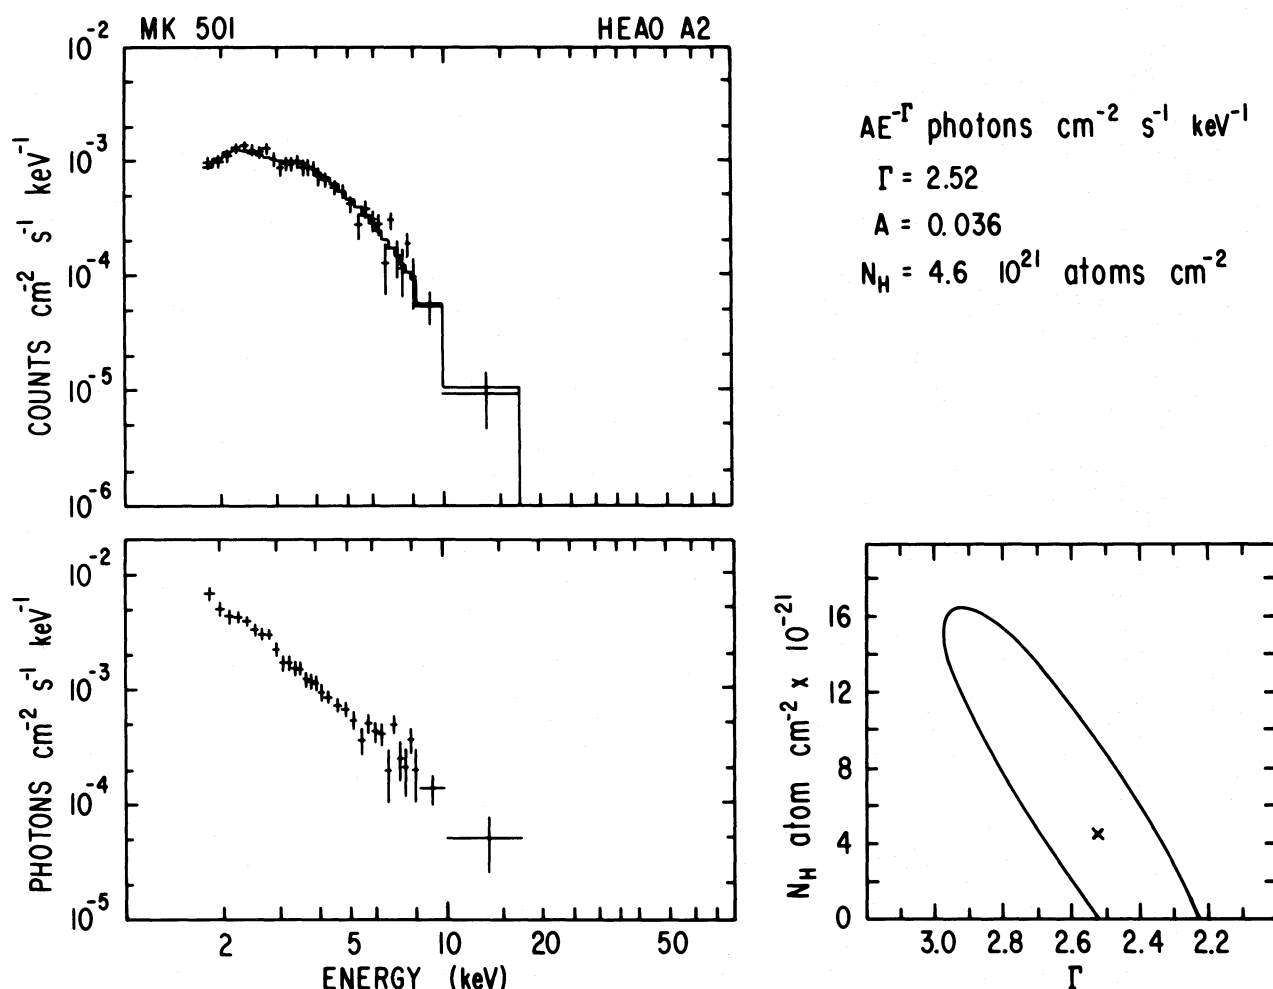 MK 501 HEAO A2
10⁻²
10⁻³
10⁻⁴
10⁻⁵
10⁻⁶
COUNTS cm⁻² s⁻¹ keV⁻¹
AE⁻ᴦ photons cm⁻² s⁻¹ keV⁻¹
Γ = 2.52
A = 0.036
N_H = 4.6 10²¹ atoms cm⁻²
10⁻²
10⁻³
10⁻⁴
10⁻⁵
PHOTONS cm⁻² s⁻¹ keV⁻¹
2 5 10 20 50
ENERGY (keV)
16
12
8
4
0
N_H atom cm⁻² x 10⁻²¹
3.0 2.8 2.6 2.4 2.2
Γ